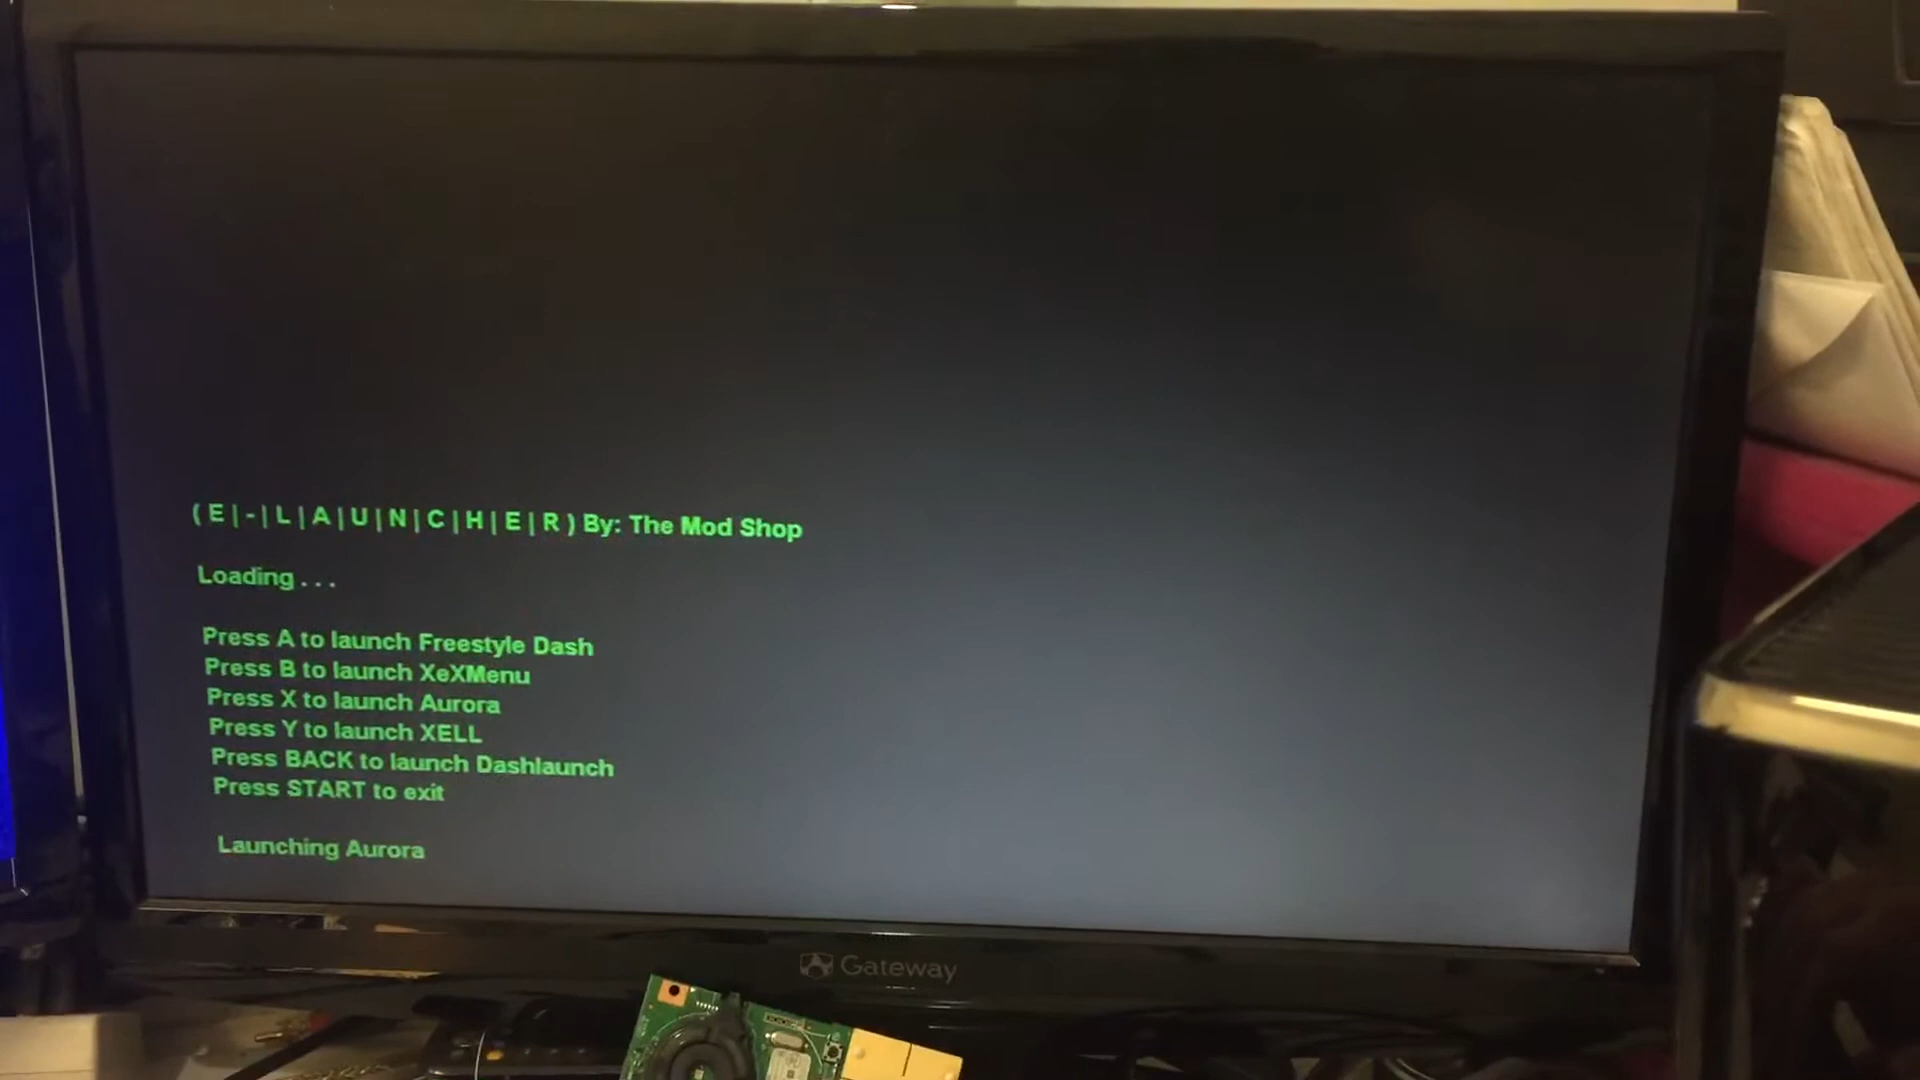 ( E | - | L | A | U | N | C | H | E | R ) By: The Mod Shop
Loading . . .
Press A to launch Freestyle Dash
Press B to launch XeXMenu
Press X to launch Aurora
Press Y to launch XELL
Press BACK to launch Dashlaunch
Press START to exit
Launching Aurora
Gateway